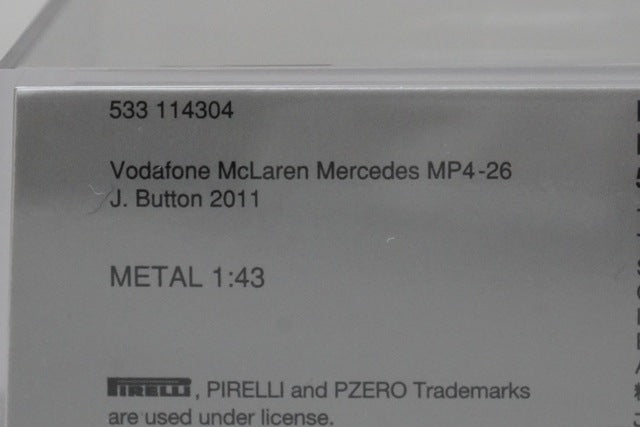 533 114304
Vodafone McLaren Mercedes MP4-26
J. Button 2011
METAL 1:43
PIRELLI, PIRELLI and PZERO Trademarks
are used under license.